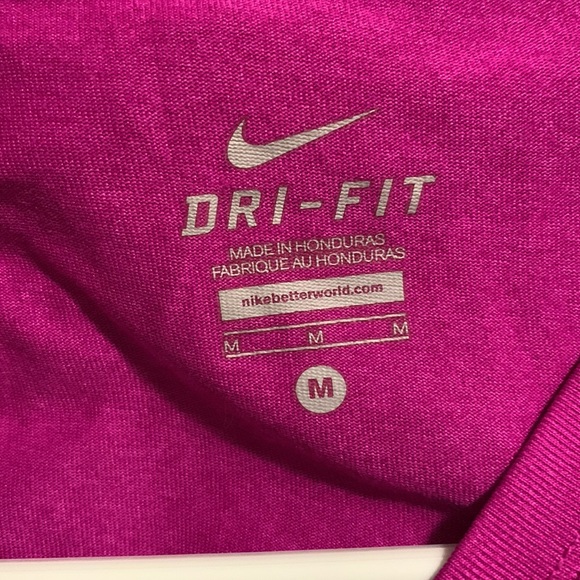 DRI-FIT
MADE IN HONDURAS
FABRIQUE AU HONDURAS
nikebetterworld.com
M M M
M